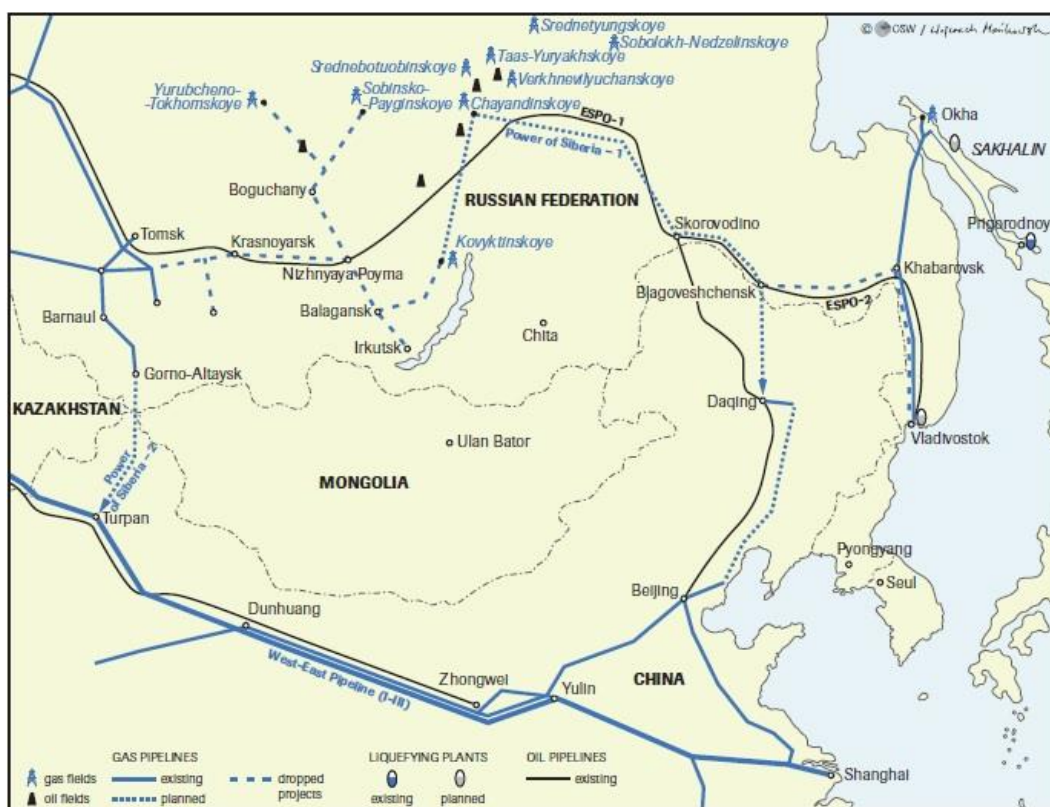 © OSW / Wojciech Mańkowski
Srednetyungskoye
Sobolokh-Nedzelinskoye
Taas-Yuryakhskoye
Srednebotuobinskoye
Verkhnevilyuchanskoye
Yurubcheno-
-Tokhomskoye
Sobinsko-
-Payginskoye
Chayandinskoye
ESPO-1
Power of Siberia – 1
Okha
SAKHALIN
Boguchany
RUSSIAN FEDERATION
Prigorodnoy
Tomsk
Krasnoyarsk
Skorovodino
Kovyktinskoye
Nizhnyaya Poyma
Khabarovsk
Blagoveshchensk
ESPO-2
Barnaul
Balagansk
Chita
Irkutsk
Gorno-Altaysk
KAZAKHSTAN
Daqing
Vladivostok
Ulan Bator
Power
of Siberia – 2
MONGOLIA
Turpan
Pyongyang
Seul
Beijing
Dunhuang
West-East Pipeline (I-III)
Zhongwei
Yulin
CHINA
Shanghai
GAS PIPELINES
LIQUEFYING PLANTS
OIL PIPELINES
gas fields
existing
dropped
projects
existing
planned
existing
oil fields
planned